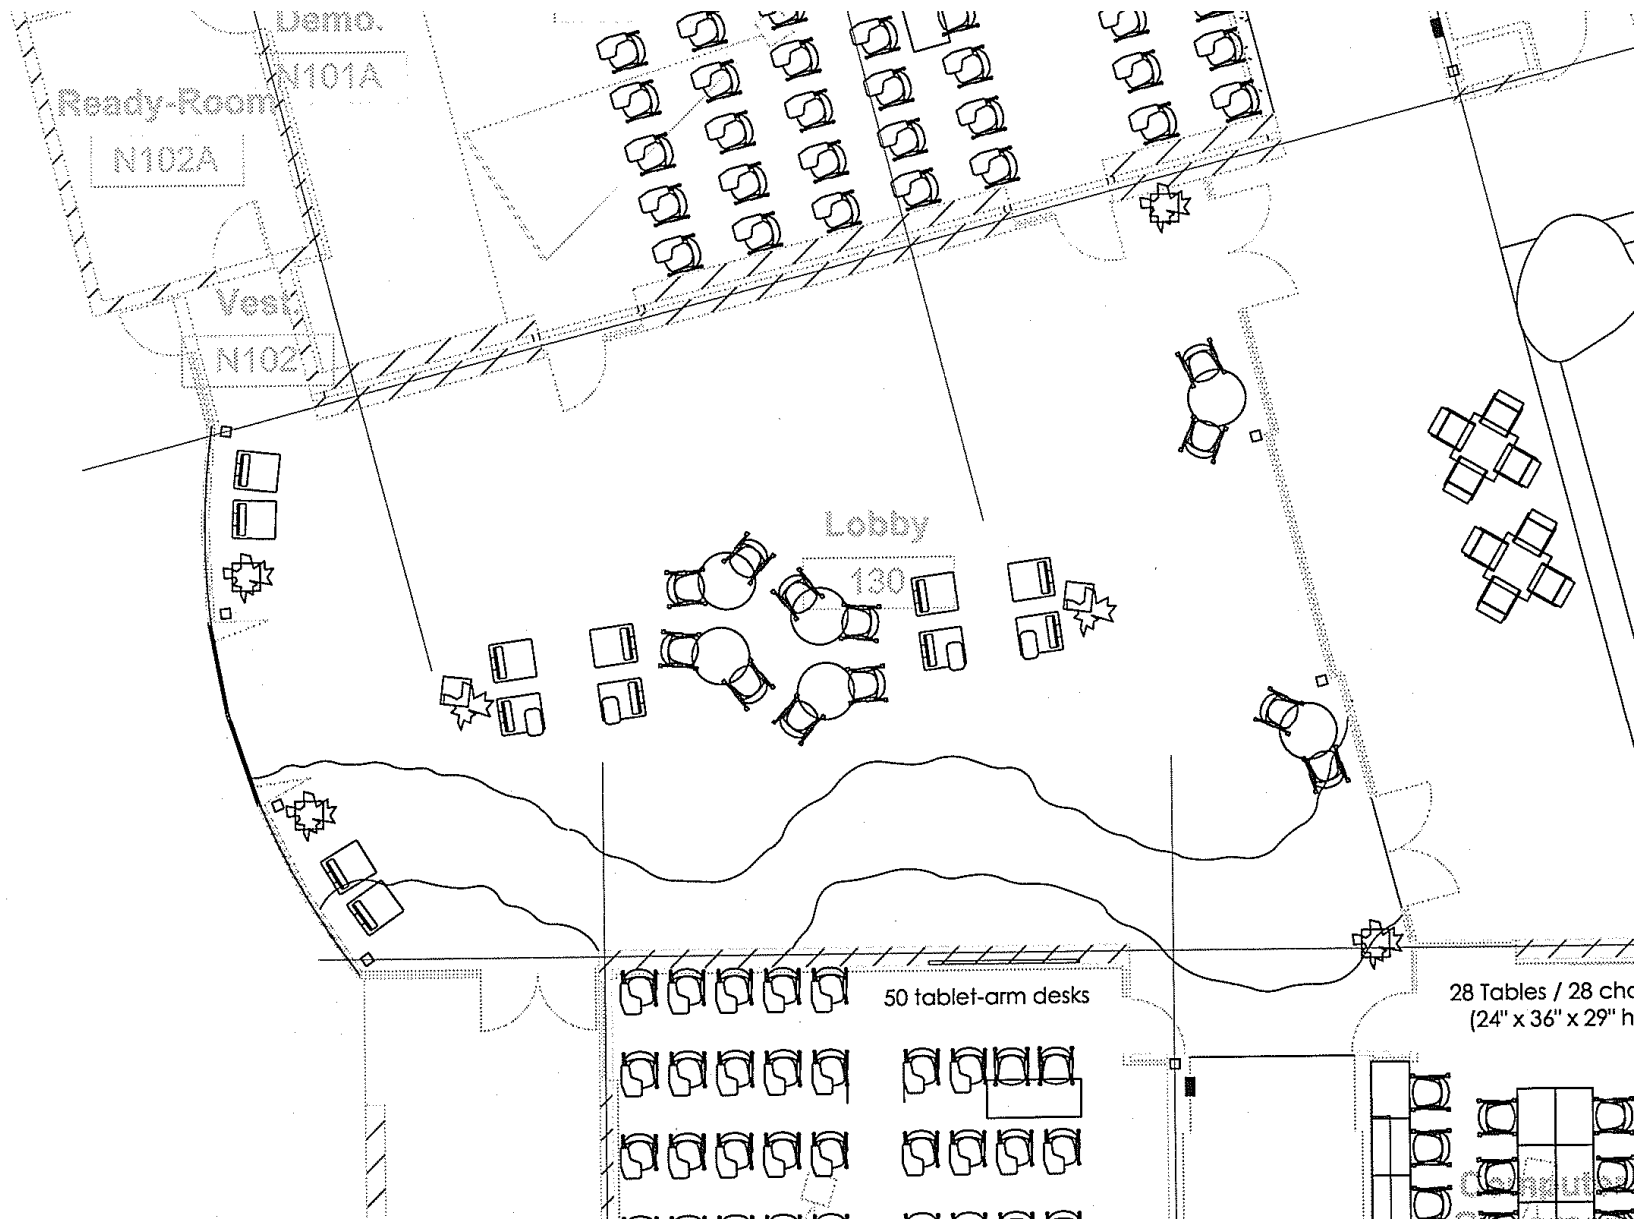 Demo.
N101A
Ready-Room
N102A
Vest.
N102
Lobby
130
50 tablet-arm desks
28 Tables / 28 cha
(24" x 36" x 29" h